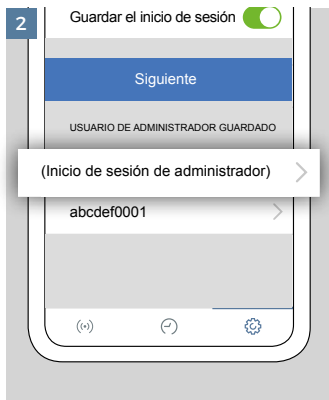 2
Guardar el inicio de sesión
Siguiente
USUARIO DE ADMINISTRADOR GUARDADO
(Inicio de sesión de administrador)
abcdef0001